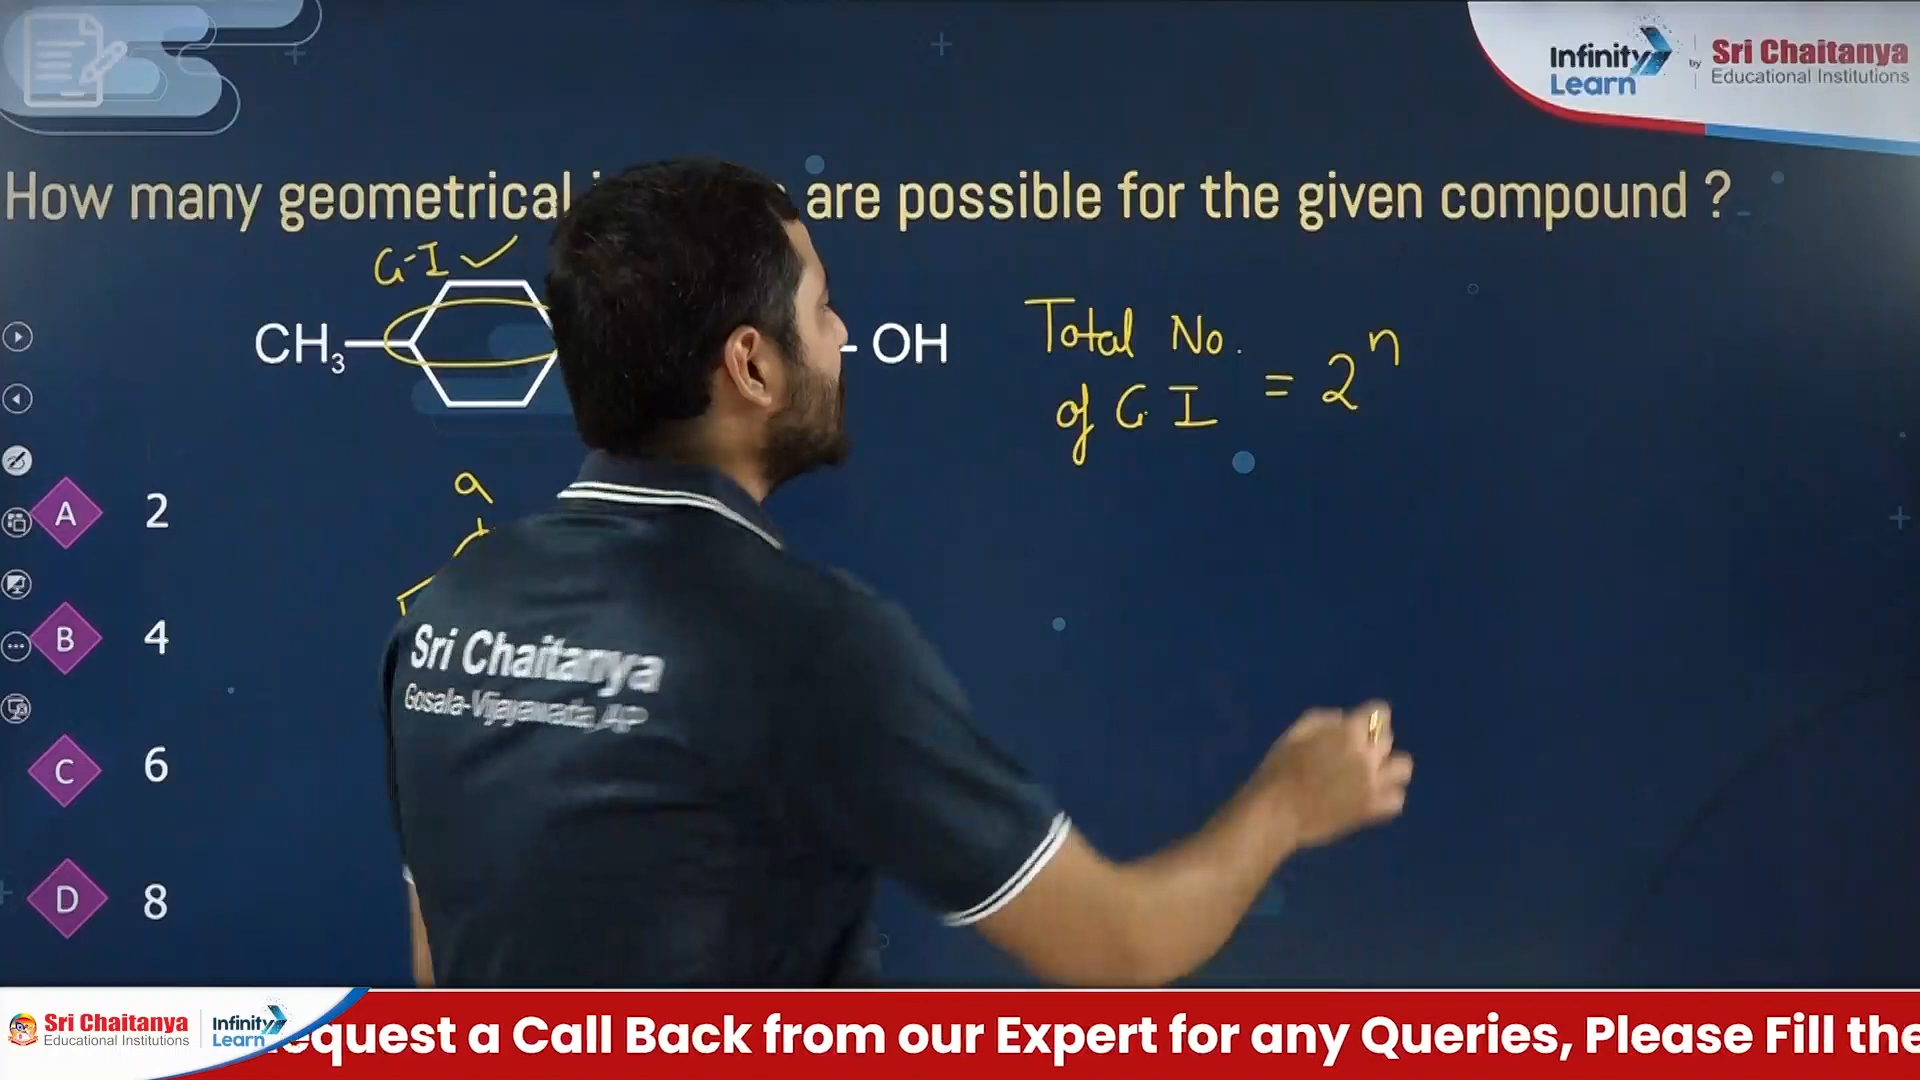 Infinity Learn by Sri Chaitanya Educational Institutions
How many geometrical are possible for the given compound ?
G-I ✓
CH3 OH
Total No.
of G I = 2^n
a
A 2
B 4
C 6
D 8
Sri Chaitanya
Gosala-Vijayawada, AP
Sri Chaitanya Educational Institutions Infinity Learn
equest a Call Back from our Expert for any Queries, Please Fill the